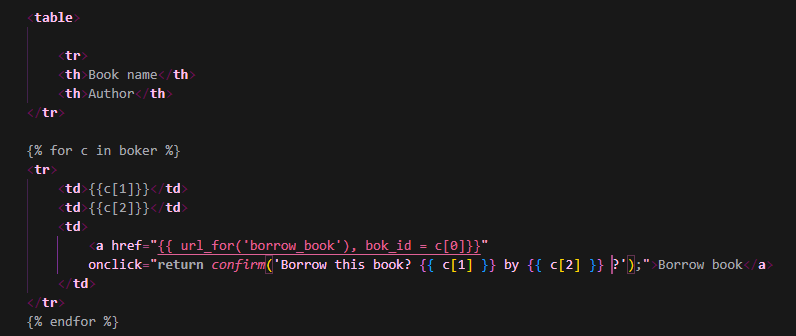 <table>
<tr>
<th>Book name</th>
<th>Author</th>
</tr>
{% for c in boker %}
<tr>
<td>{{c[1]}}</td>
<td>{{c[2]}}</td>
<td>
<a href="{{ url_for('borrow_book'), bok_id = c[0]}}"
onclick="return confirm('Borrow this book? {{ c[1] }} by {{ c[2] }} ?');">Borrow book</a>
</td>
</tr>
{% endfor %}